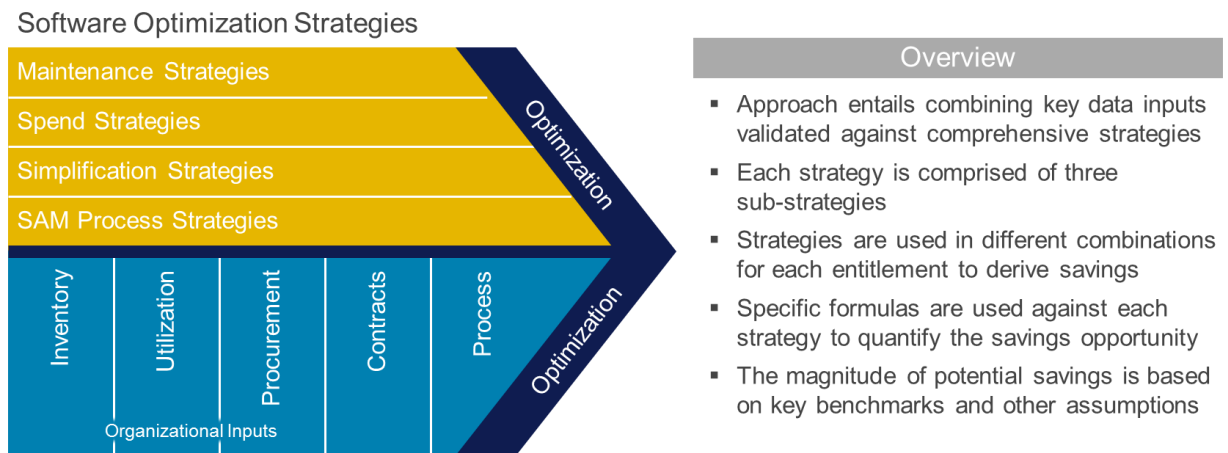 Software Optimization Strategies
Maintenance Strategies
Spend Strategies
Simplification Strategies
SAM Process Strategies
Optimization
Inventory
Utilization
Procurement
Contracts
Process
Optimization
Organizational Inputs
Overview
▪ Approach entails combining key data inputs
validated against comprehensive strategies
▪ Each strategy is comprised of three
sub-strategies
▪ Strategies are used in different combinations
for each entitlement to derive savings
▪ Specific formulas are used against each
strategy to quantify the savings opportunity
▪ The magnitude of potential savings is based
on key benchmarks and other assumptions